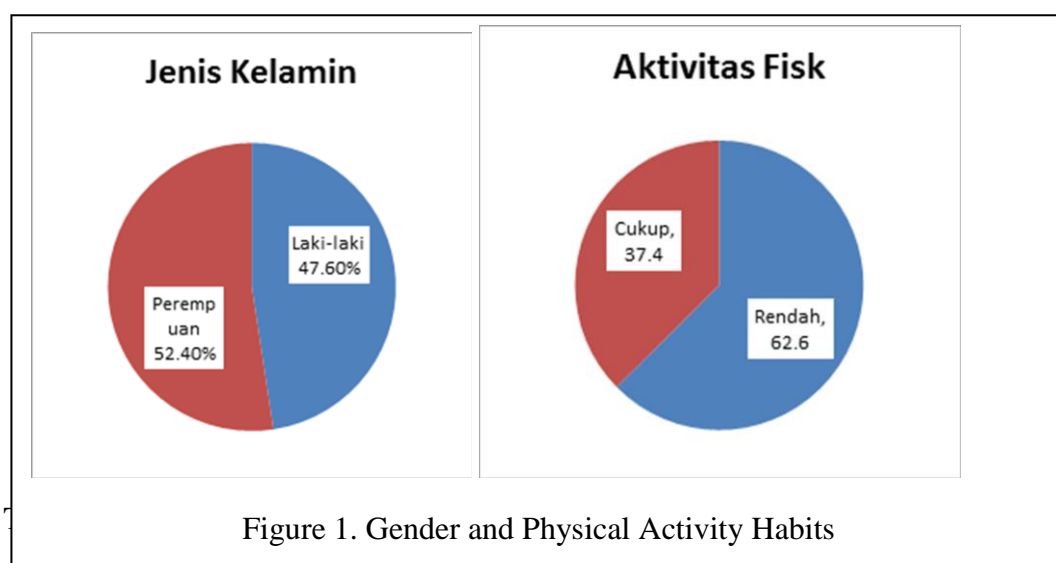 Jenis Kelamin
Laki-laki
47.60%
Peremp
uan
52.40%
Aktivitas Fisk
Cukup,
37.4
Rendah,
62.6
Figure 1. Gender and Physical Activity Habits